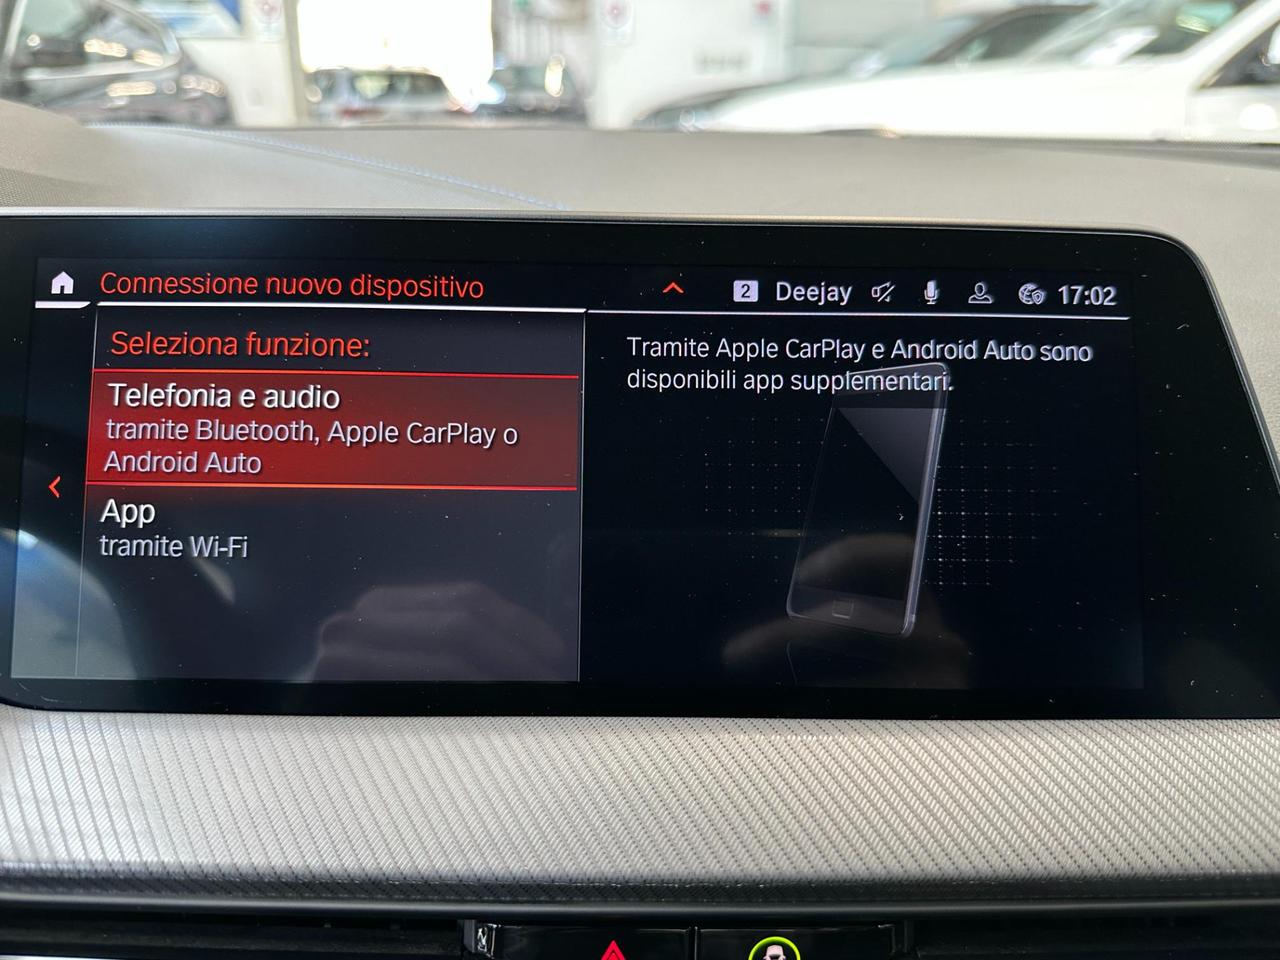 Connessione nuovo dispositivo
2 Deejay 17:02
Seleziona funzione:
Telefonia e audio
tramite Bluetooth, Apple CarPlay o
Android Auto
App
tramite Wi-Fi
Tramite Apple CarPlay e Android Auto sono
disponibili app supplementari.